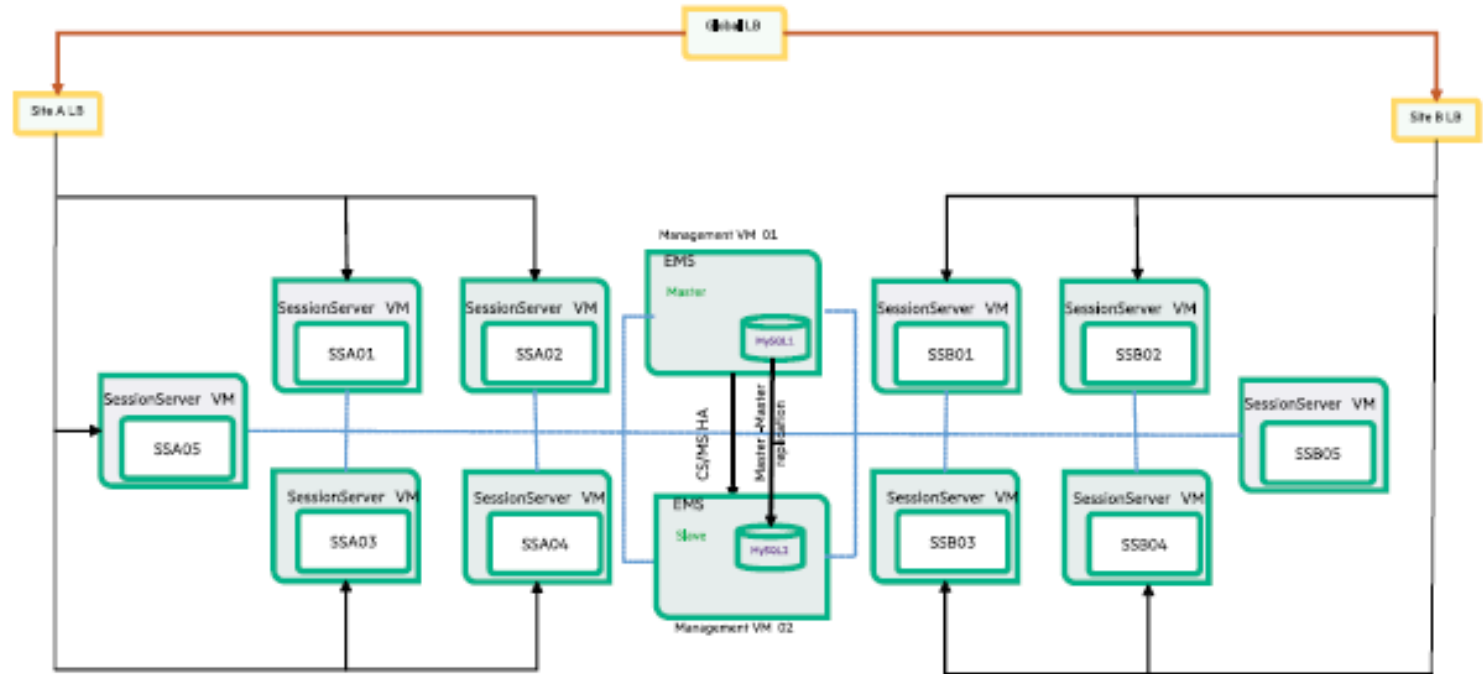 Global LB
Site A LB
Site B LB
Management VM 01
EMS
Master
MySQL1
SessionServer VM
SSA01
SessionServer VM
SSA02
SessionServer VM
SSB01
SessionServer VM
SSB02
SessionServer VM
SSA05
CS/MS HA
Master -Master
replication
SessionServer VM
SSB05
SessionServer VM
SSA03
SessionServer VM
SSA04
EMS
Slave
MySQL2
SessionServer VM
SSB03
SessionServer VM
SSB04
Management VM 02